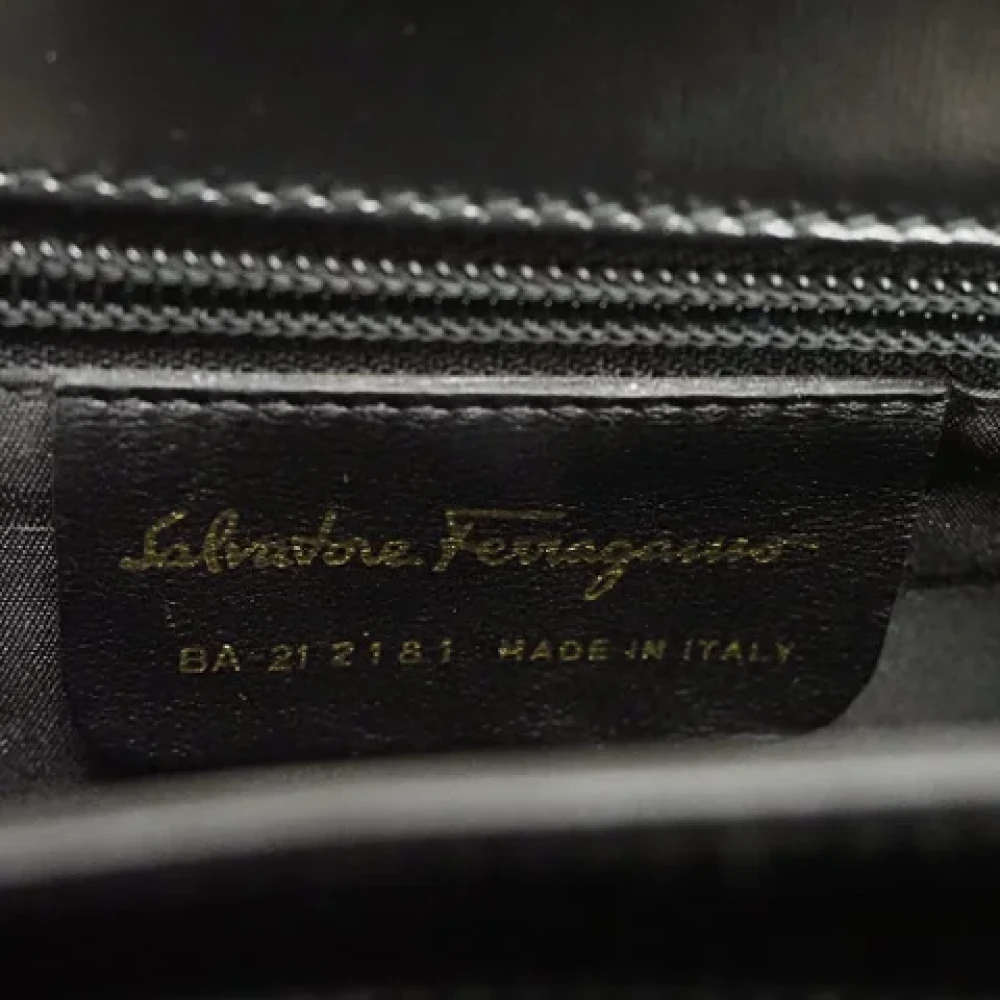 Salvatore Ferragamo
BA-21 2181 MADE IN ITALY